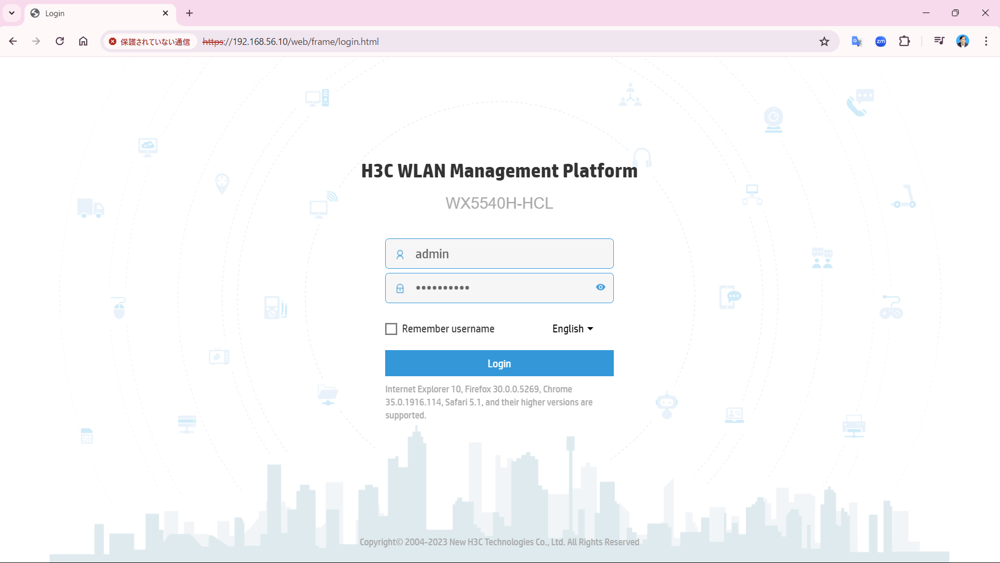 Login
保護されていない通信 https://192.168.56.10/web/frame/login.html
zm
H3C WLAN Management Platform
WX5540H-HCL
admin
••••••••••
Remember username English
Login
Internet Explorer 10, Firefox 30.0.0.5269, Chrome
35.0.1916.114, Safari 5.1, and their higher versions are
supported.
Copyright© 2004-2023 New H3C Technologies Co., Ltd. All Rights Reserved